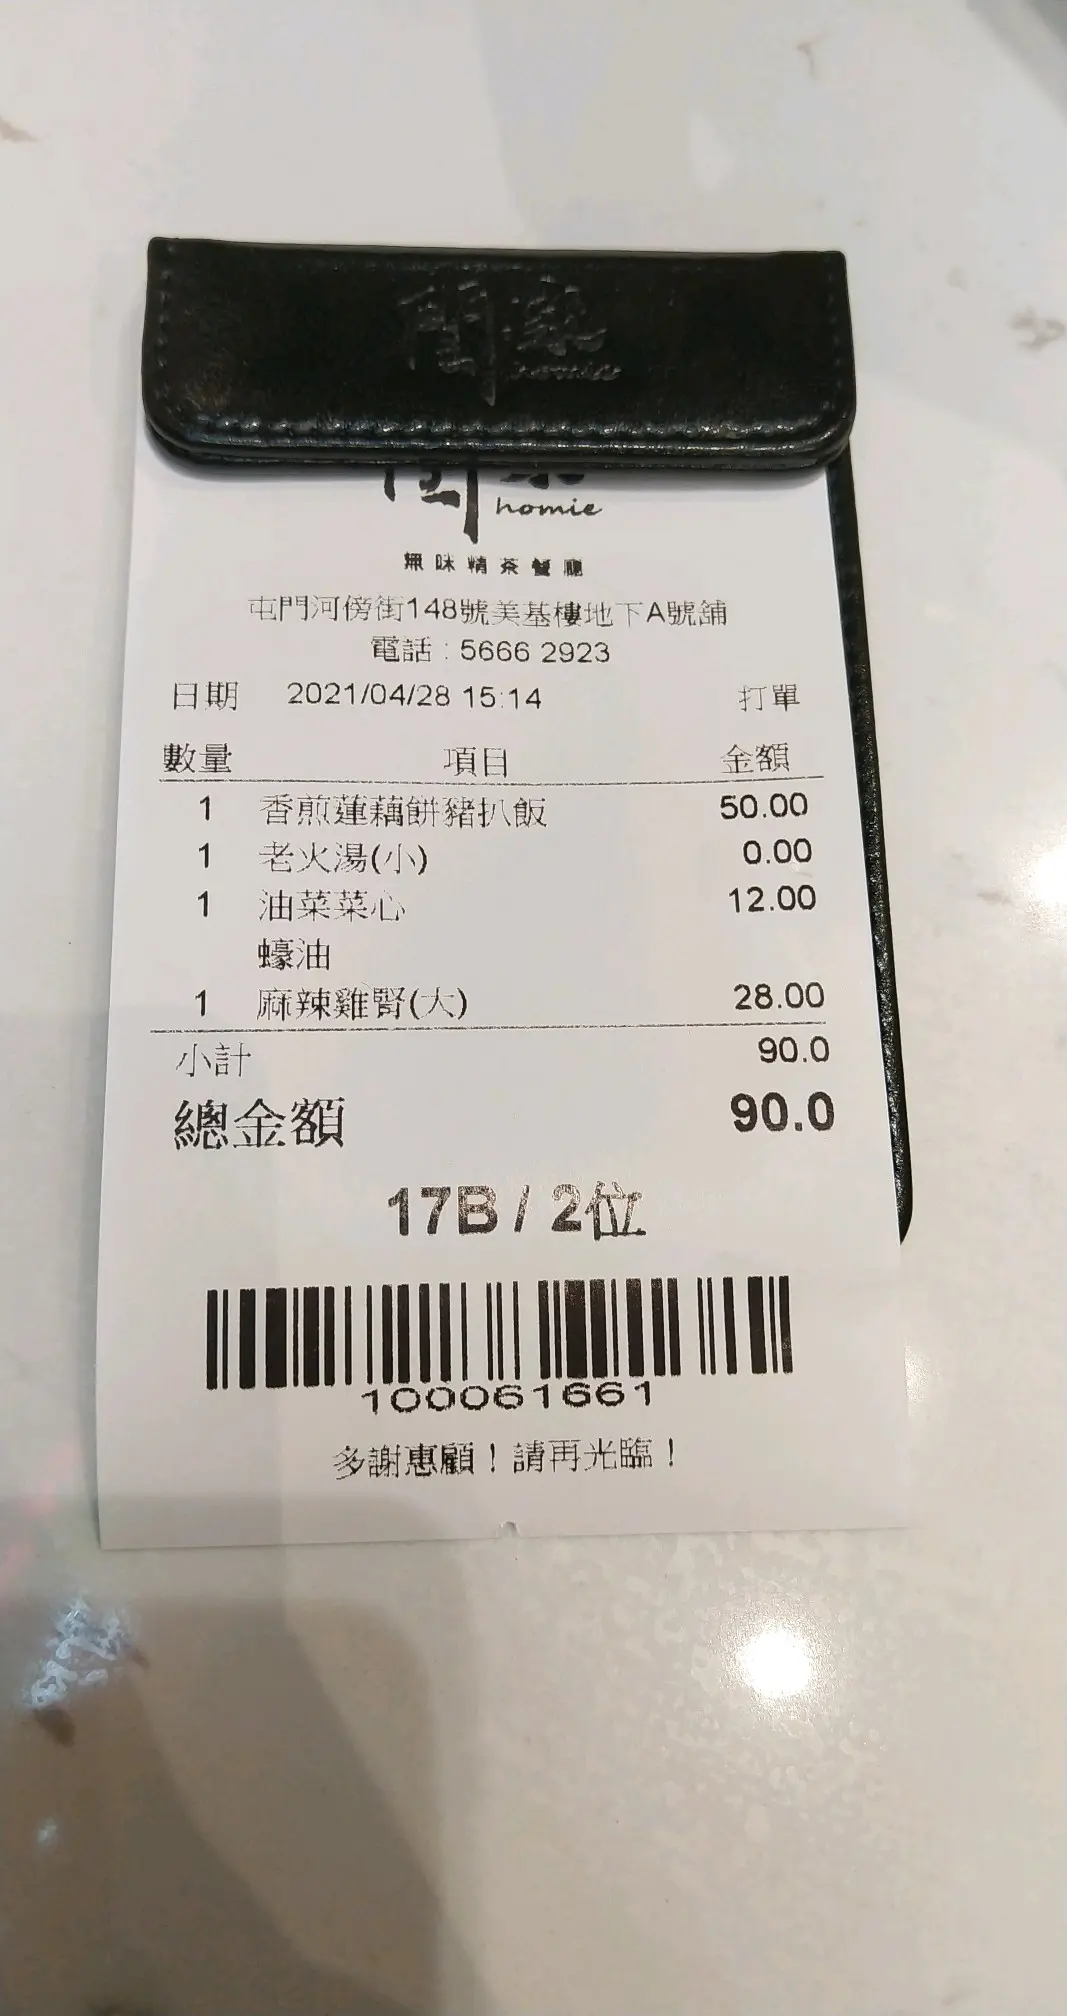 homie
homie
無味精茶餐廳
屯門河傍街148號美基樓地下A號舖
電話 : 5666 2923
日期 2021/04/28 15:14 打單
數量 項目 金額
1 香煎蓮藕餅豬扒飯 50.00
1 老火湯(小) 0.00
1 油菜菜心 12.00
蠔油
1 麻辣雞腎(大) 28.00
小計 90.0
總金額 90.0
17B / 2位
100061661
多謝惠顧！請再光臨！